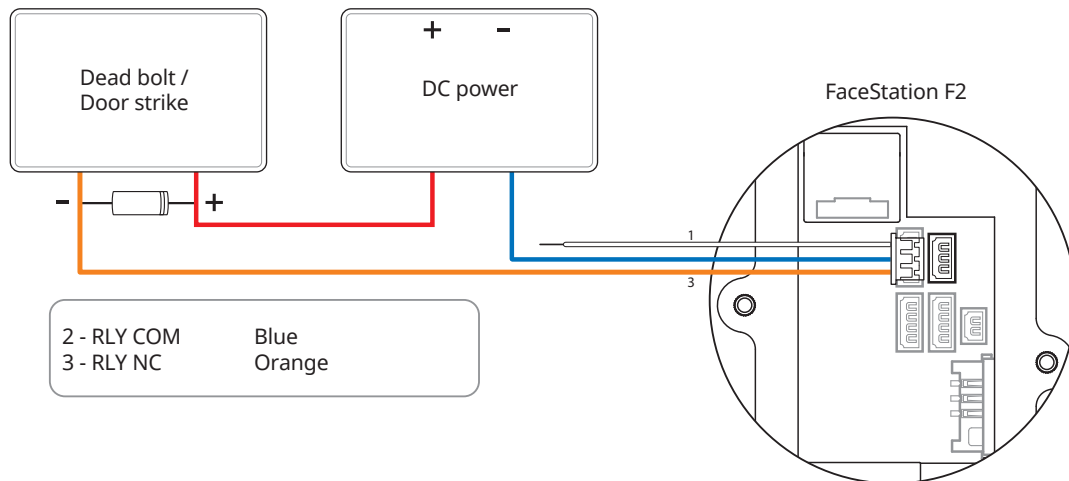 Dead bolt /
Door strike
+ −
DC power
FaceStation F2
− +
1
3
2 - RLY COM Blue
3 - RLY NC Orange